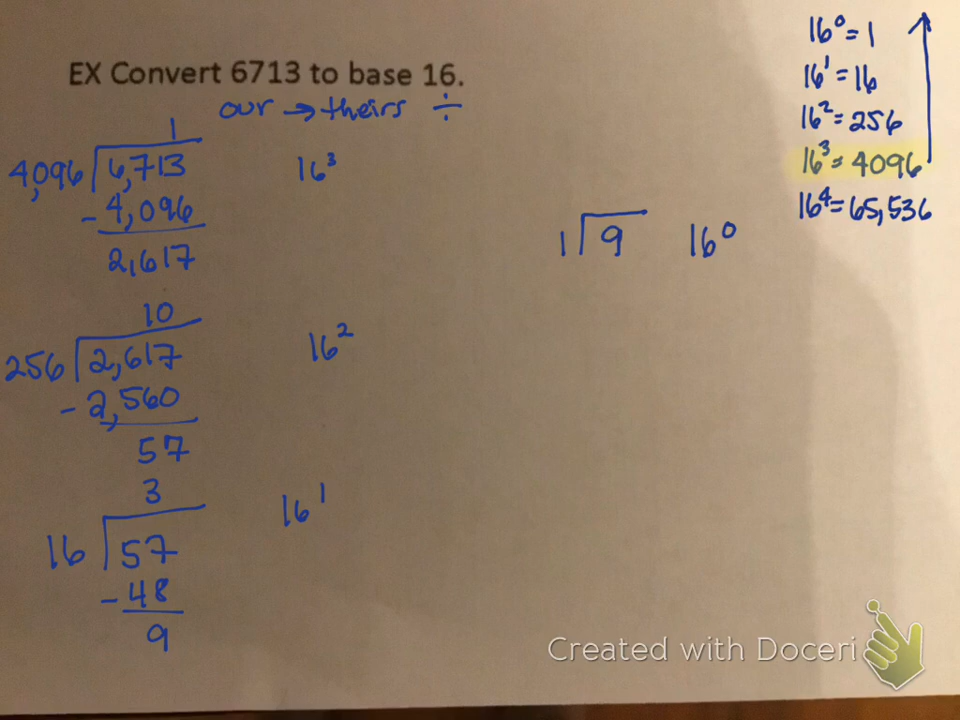 EX Convert 6713 to base 16.
our → theirs ÷
1
4,096 6,713 16³
- 4,096
2,617
10
256 2,617 16²
- 2,560
57
3
16 57 16¹
- 48
9
1 9 16⁰
16⁰ = 1
16¹ = 16
16² = 256
16³ = 4096
16⁴ = 65,536
Created with Doceri